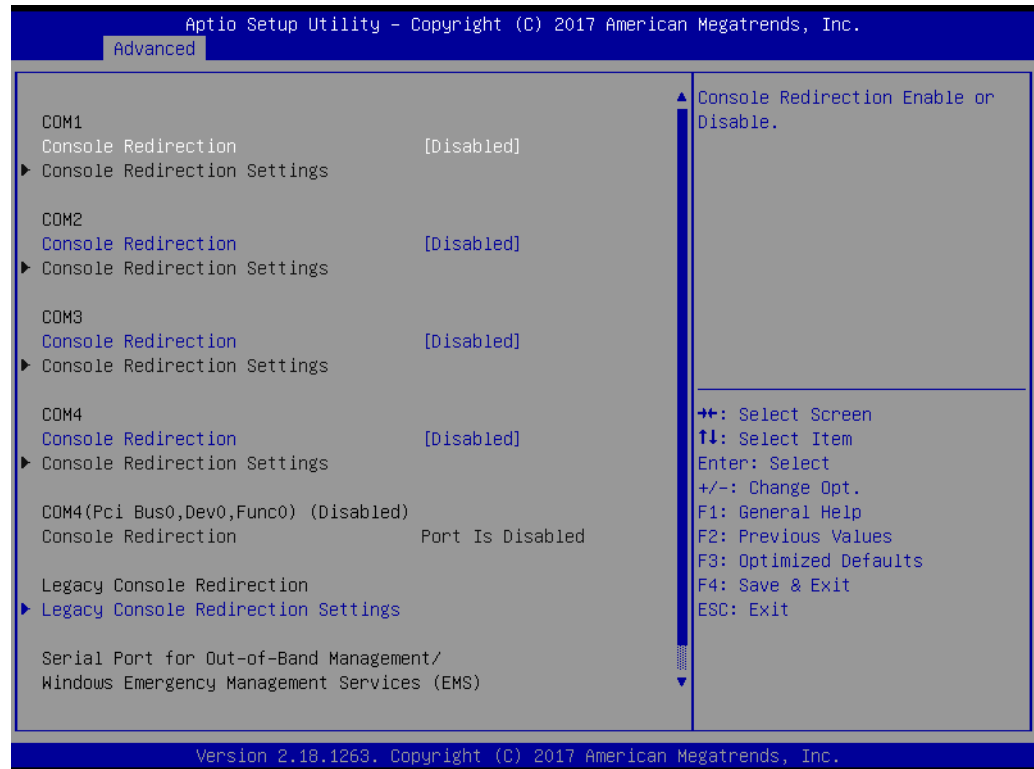 Aptio Setup Utility – Copyright (C) 2017 American Megatrends, Inc.
Advanced
COM1
Console Redirection [Disabled]
Console Redirection Settings
COM2
Console Redirection [Disabled]
Console Redirection Settings
COM3
Console Redirection [Disabled]
Console Redirection Settings
COM4
Console Redirection [Disabled]
Console Redirection Settings
COM4(Pci Bus0,Dev0,Func0) (Disabled)
Console Redirection Port Is Disabled
Legacy Console Redirection
Legacy Console Redirection Settings
Serial Port for Out-of-Band Management/
Windows Emergency Management Services (EMS)
Console Redirection Enable or
Disable.
→←: Select Screen
↑↓: Select Item
Enter: Select
+/-: Change Opt.
F1: General Help
F2: Previous Values
F3: Optimized Defaults
F4: Save & Exit
ESC: Exit
Version 2.18.1263. Copyright (C) 2017 American Megatrends, Inc.